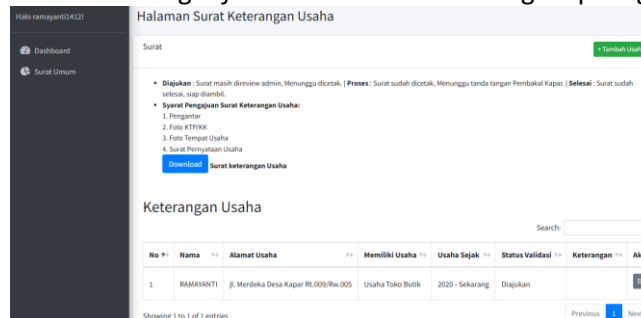 Halo ramayanti1412!
Halaman Surat Keterangan Usaha
Dashboard
Surat Umum
Surat
+ Tambah Usah
Diajukan : Surat masih direview admin, Menunggu dicetak. | Proses : Surat sudah dicetak, Menunggu tanda tangan Pembakal Kapar. | Selesai : Surat sudah
selesai, siap diambil.
Syarat Pengajuan Surat Keterangan Usaha:
1. Pengantar
2. Foto KTP/KK
3. Foto Tempat Usaha
4. Surat Pernyataan Usaha
Download Surat keterangan Usaha
Keterangan Usaha
Search:
No Nama Alamat Usaha Memiliki Usaha Usaha Sejak Status Validasi Keterangan Ak
1 RAMAYANTI jl. Merdeka Desa Kapar Rt.009/Rw.005 Usaha Toko Butik 2020 - Sekarang Diajukan
Showing 1 to 1 of 1 entries
Previous 1 Nex